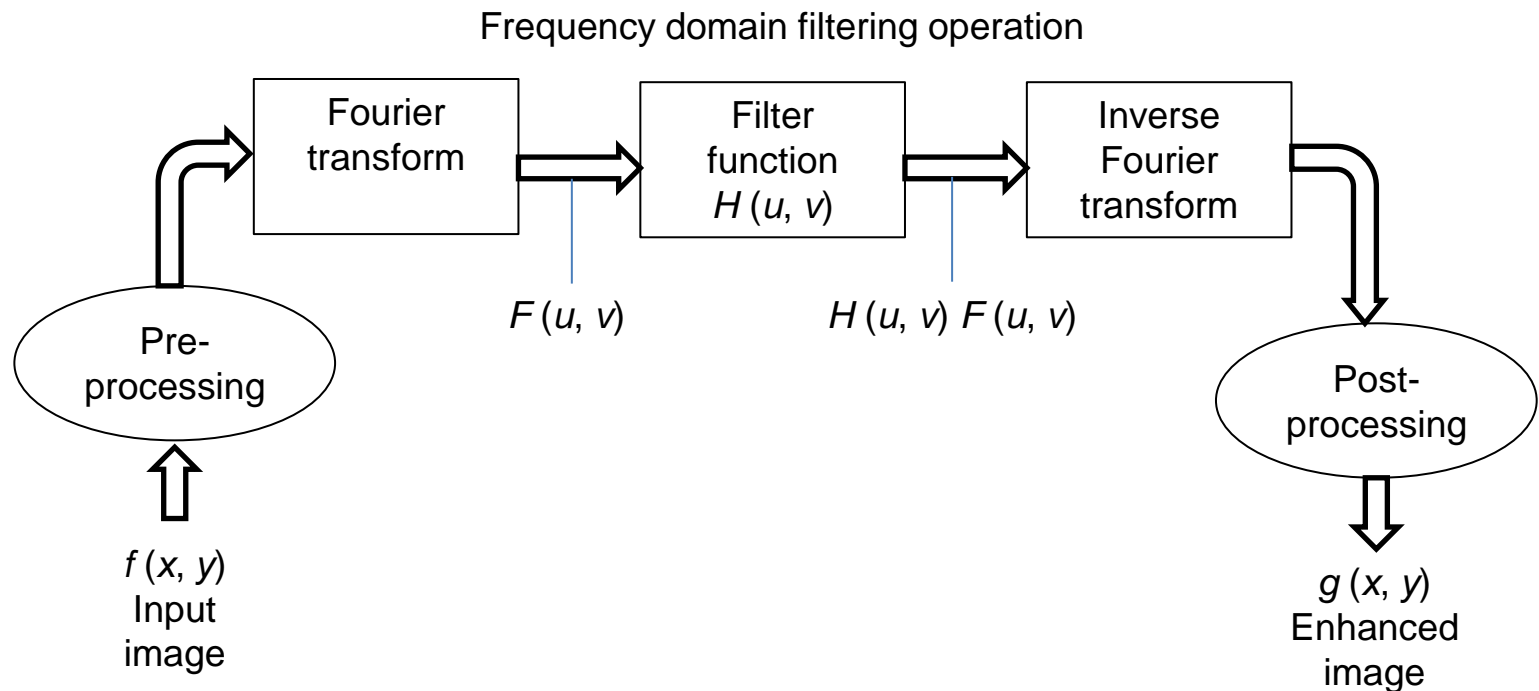 Frequency domain filtering operation
Fourier
transform
Filter
function
H (u, v)
Inverse
Fourier
transform
F (u, v)
H (u, v) F (u, v)
Pre-
processing
Post-
processing
f (x, y)
Input
image
g (x, y)
Enhanced
image